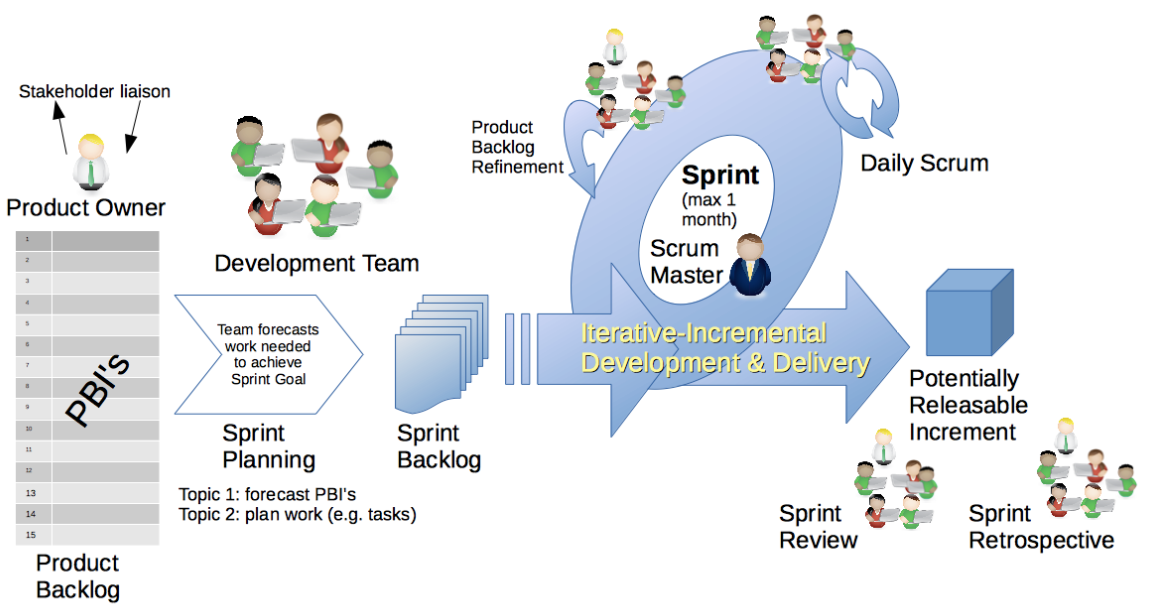 Stakeholder liaison
Product Owner
1
2
3
4
5
6
7
8
9
10
11
12
13
14
15
PBI's
Product
Backlog
Development Team
Team forecasts
work needed
to achieve
Sprint Goal
Sprint
Planning
Topic 1: forecast PBI's
Topic 2: plan work (e.g. tasks)
Sprint
Backlog
Product
Backlog
Refinement
Sprint
(max 1
month)
Scrum
Master
Daily Scrum
Iterative-Incremental
Development & Delivery
Potentially
Releasable
Increment
Sprint
Review
Sprint
Retrospective